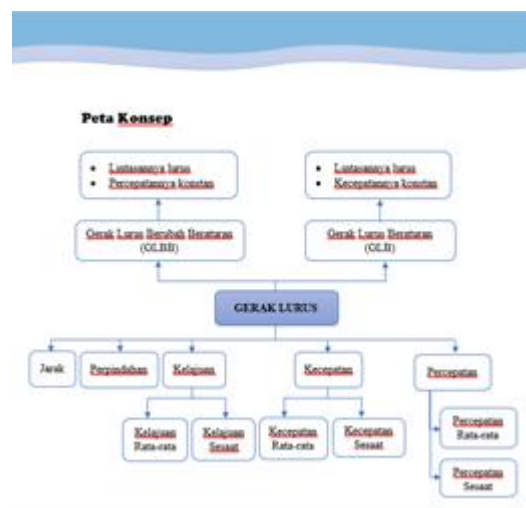 Peta Konsep
• Lintasannya lurus
• Percepatannya konstan
• Lintasannya lurus
• Kecepatannya konstan
Gerak Lurus Berubah Beraturan
(GLBB)
Gerak Lurus Beraturan
(GLB)
GERAK LURUS
Jarak
Perpindahan
Kelajuan
Kecepatan
Percepatan
Kelajuan
Rata-rata
Kelajuan
Sesaat
Kecepatan
Rata-rata
Kecepatan
Sesaat
Percepatan
Rata-rata
Percepatan
Sesaat